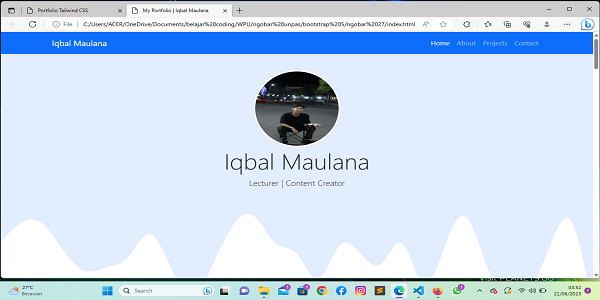 Portfolio Tailwind CSS
My Portfolio | Iqbal Maulana
File
C:/Users/ACER/OneDrive/Documents/belajar%20coding/WPU/ngobar%20unpas/bootstrap%205/ngobar%2027/index.html
Iqbal Maulana
Home
About
Projects
Contact
Iqbal Maulana
Lecturer | Content Creator
27°C
Berawan
Search
03:52
21/06/2023